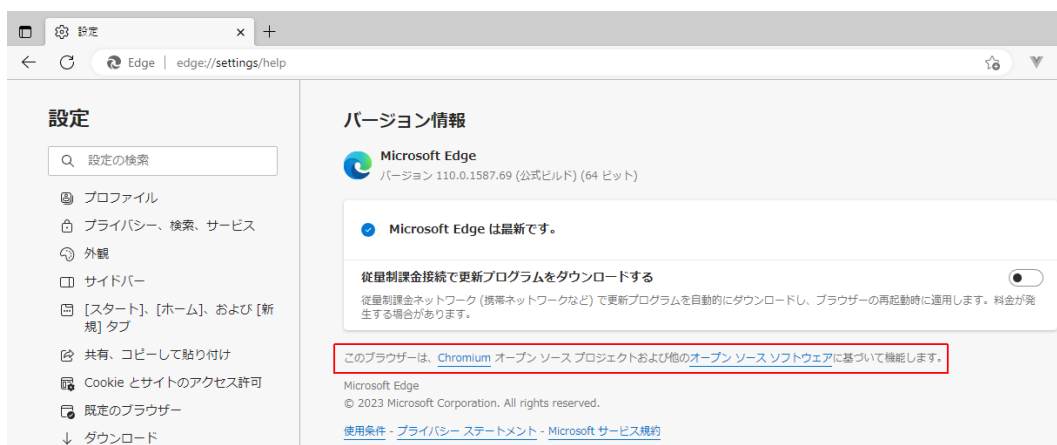 設定
Edge | edge://settings/help
設定
設定の検索
プロファイル
プライバシー、検索、サービス
外観
サイドバー
[スタート]、[ホーム]、および [新
規] タブ
共有、コピーして貼り付け
Cookie とサイトのアクセス許可
既定のブラウザー
ダウンロード
バージョン情報
Microsoft Edge
バージョン 110.0.1587.69 (公式ビルド) (64 ビット)
Microsoft Edge は最新です。
従量制課金接続で更新プログラムをダウンロードする
従量制課金ネットワーク (携帯ネットワークなど) で更新プログラムを自動的にダウンロードし、ブラウザーの再起動時に適用します。料金が発
生する場合があります。
このブラウザーは、Chromium オープン ソース プロジェクトおよび他のオープン ソース ソフトウェアに基づいて機能します。
Microsoft Edge
© 2023 Microsoft Corporation. All rights reserved.
使用条件 - プライバシー ステートメント - Microsoft サービス規約